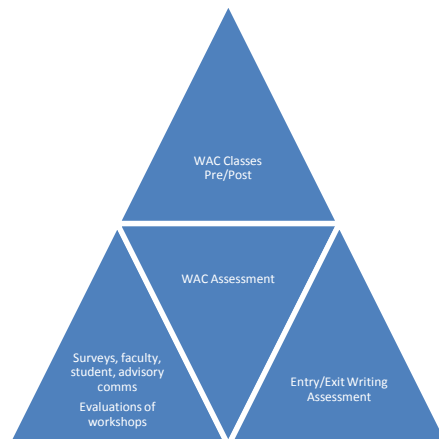 WAC Classes
Pre/Post
WAC Assessment
Surveys, faculty,
student, advisory
comms
Evaluations of
workshops
Entry/Exit Writing
Assessment